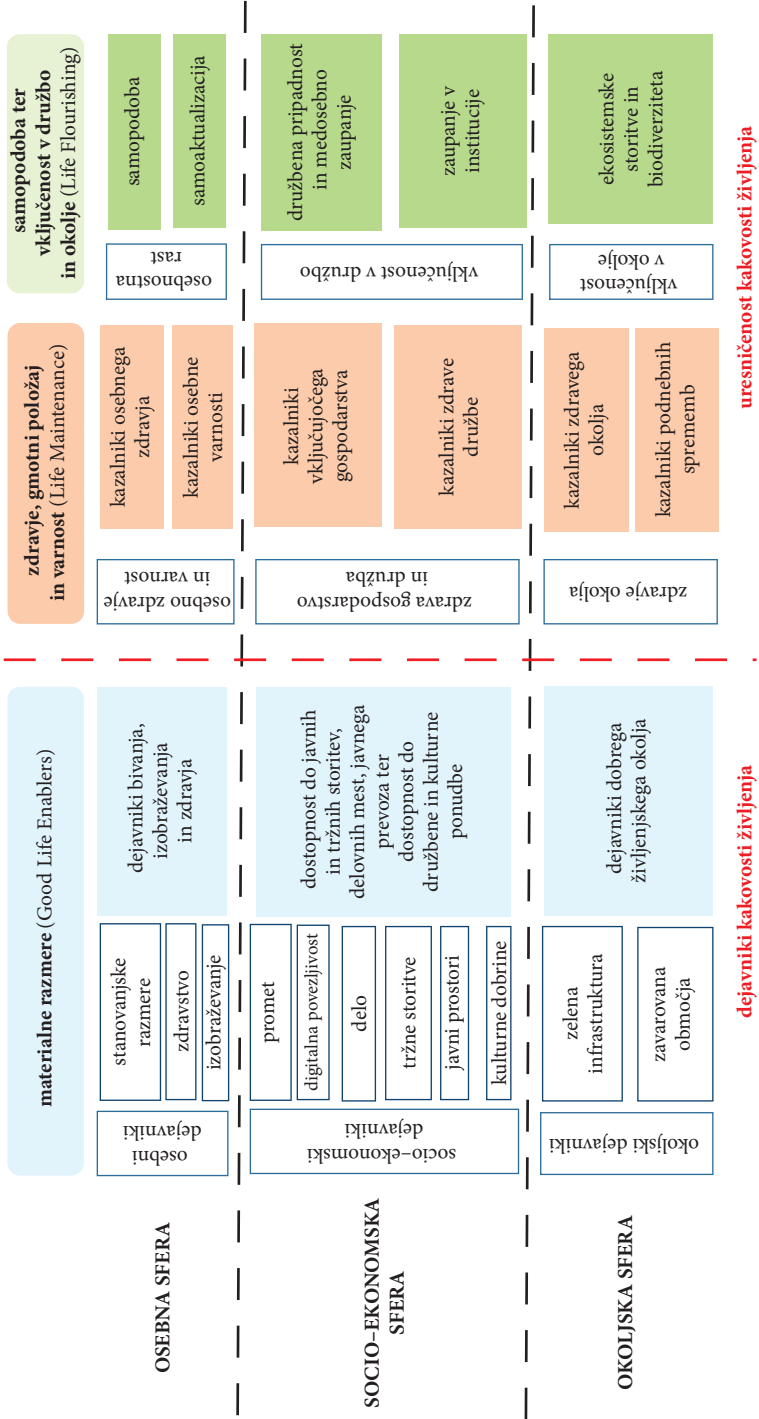 materialne razmere (Good Life Enablers)
zdravje, gmotni položaj
in varnost (Life Maintenance)
samopodoba ter
vključenost v družbo
in okolje (Life Flourishing)
OSEBNA SFERA
osebni
dejavniki
stanovanjske
razmere
zdravstvo
izobraževanje
dejavniki bivanja,
izobraževanja
in zdravja
osebno zdravje
in varnost
kazalniki osebnega
zdravja
kazalniki osebne
varnosti
osebnostna
rast
samopodoba
samoaktualizacija
SOCIO–EKONOMSKA
SFERA
socio–ekonomski
dejavniki
promet
digitalna povezljivost
delo
tržne storitve
javni prostori
kulturne dobrine
dostopnost do javnih
in tržnih storitev,
delovnih mest, javnega
prevoza ter
dostopnost do
družbene in kulturne
ponudbe
zdrava gospodarstvo
in družba
kazalniki
vključujočega
gospodarstva
kazalniki zdrave
družbe
vključenost v družbo
družbena pripadnost
in medosebno
zaupanje
zaupanje v
institucije
OKOLJSKA SFERA
okoljski dejavniki
zelena
infrastruktura
zavarovana
območja
dejavniki dobrega
življenjskega okolja
zdravje okolja
kazalniki zdravega
okolja
kazalniki podnebnih
sprememb
vključenost
v okolje
ekosistemske
storitve in
biodiverziteta
dejavniki kakovosti življenja
uresničenost kakovosti življenja